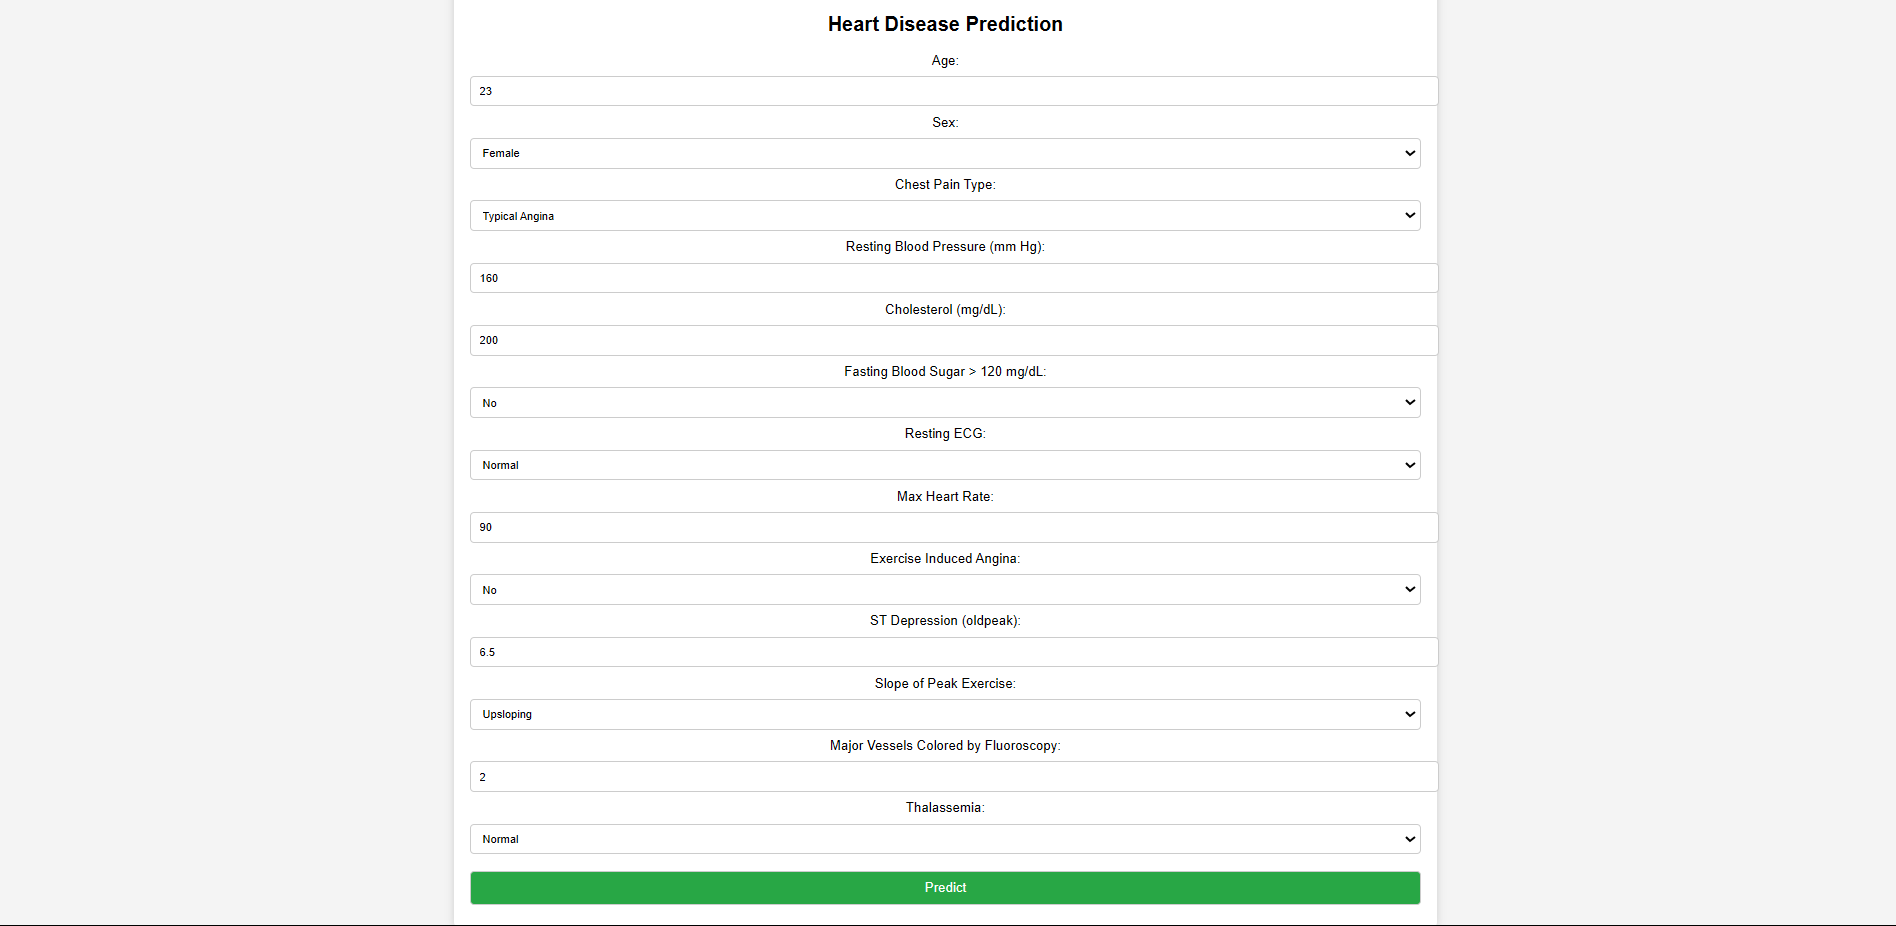 Heart Disease Prediction
Age:
23
Sex:
Female
Chest Pain Type:
Typical Angina
Resting Blood Pressure (mm Hg):
160
Cholesterol (mg/dL):
200
Fasting Blood Sugar > 120 mg/dL:
No
Resting ECG:
Normal
Max Heart Rate:
90
Exercise Induced Angina:
No
ST Depression (oldpeak):
6.5
Slope of Peak Exercise:
Upsloping
Major Vessels Colored by Fluoroscopy:
2
Thalassemia:
Normal
Predict